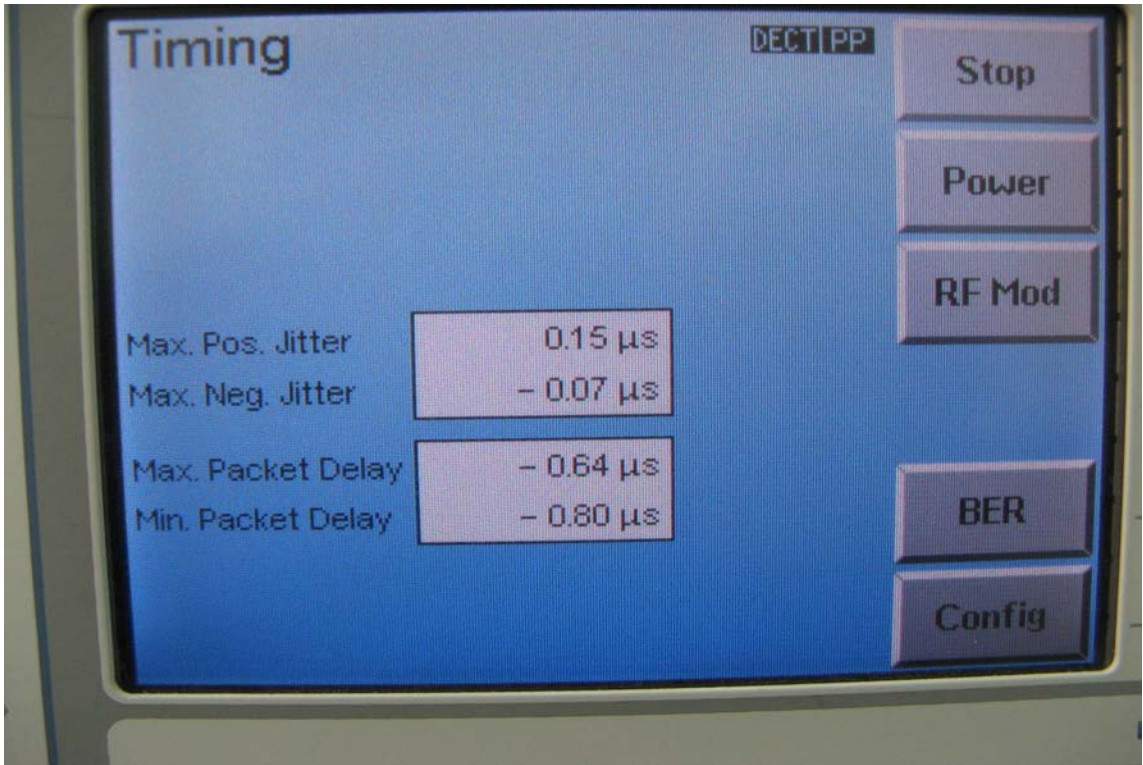 Timing
DECT PP
Stop
Power
RF Mod
Max. Pos. Jitter 0.15 µs
Max. Neg. Jitter – 0.07 µs
Max. Packet Delay – 0.64 µs
Min. Packet Delay – 0.80 µs
BER
Config